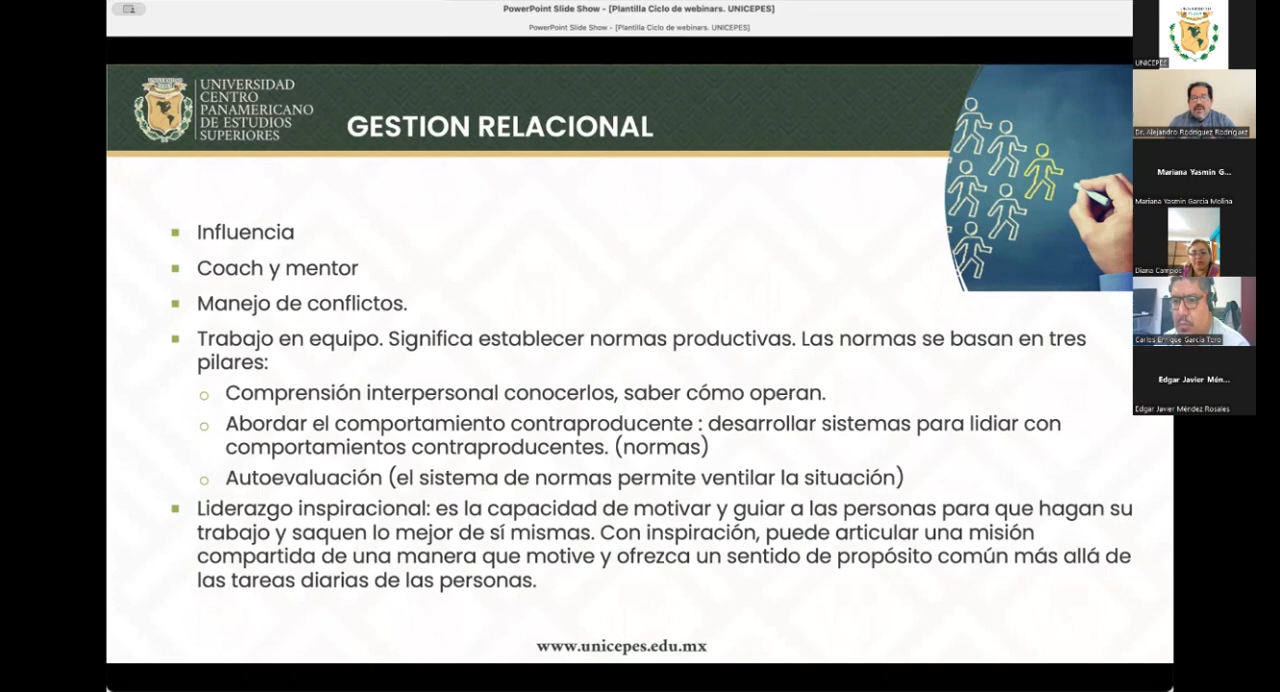 PowerPoint Slide Show - [Plantilla Ciclo de webinars. UNICEPES]
PowerPoint Slide Show - [Plantilla Ciclo de webinars. UNICEPES]
UNIVERSIDAD
CENTRO
PANAMERICANO
DE ESTUDIOS
SUPERIORES
GESTION RELACIONAL
Influencia
Coach y mentor
Manejo de conflictos.
Trabajo en equipo. Significa establecer normas productivas. Las normas se basan en tres
pilares:
Comprensión interpersonal conocerlos, saber cómo operan.
Abordar el comportamiento contraproducente : desarrollar sistemas para lidiar con
comportamientos contraproducentes. (normas)
Autoevaluación (el sistema de normas permite ventilar la situación)
Liderazgo inspiracional: es la capacidad de motivar y guiar a las personas para que hagan su
trabajo y saquen lo mejor de sí mismas. Con inspiración, puede articular una misión
compartida de una manera que motive y ofrezca un sentido de propósito común más allá de
las tareas diarias de las personas.
www.unicepes.edu.mx
UNICEPES
Dr. Alejandro Rodríguez Rodríguez
Mariana Yasmin G...
Mariana Yasmin García Molina
Diana Campos
Carlos Enrique García Toro
Edgar Javier Mén...
Edgar Javier Méndez Rosales